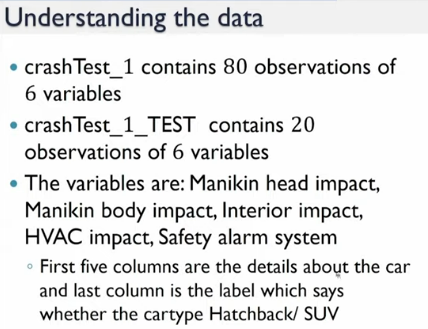 Understanding the data
• crashTest_1 contains 80 observations of
6 variables
• crashTest_1_TEST contains 20
observations of 6 variables
• The variables are: Manikin head impact,
Manikin body impact, Interior impact,
HVAC impact, Safety alarm system
◦ First five columns are the details about the car
and last column is the label which says
whether the cartype Hatchback/ SUV